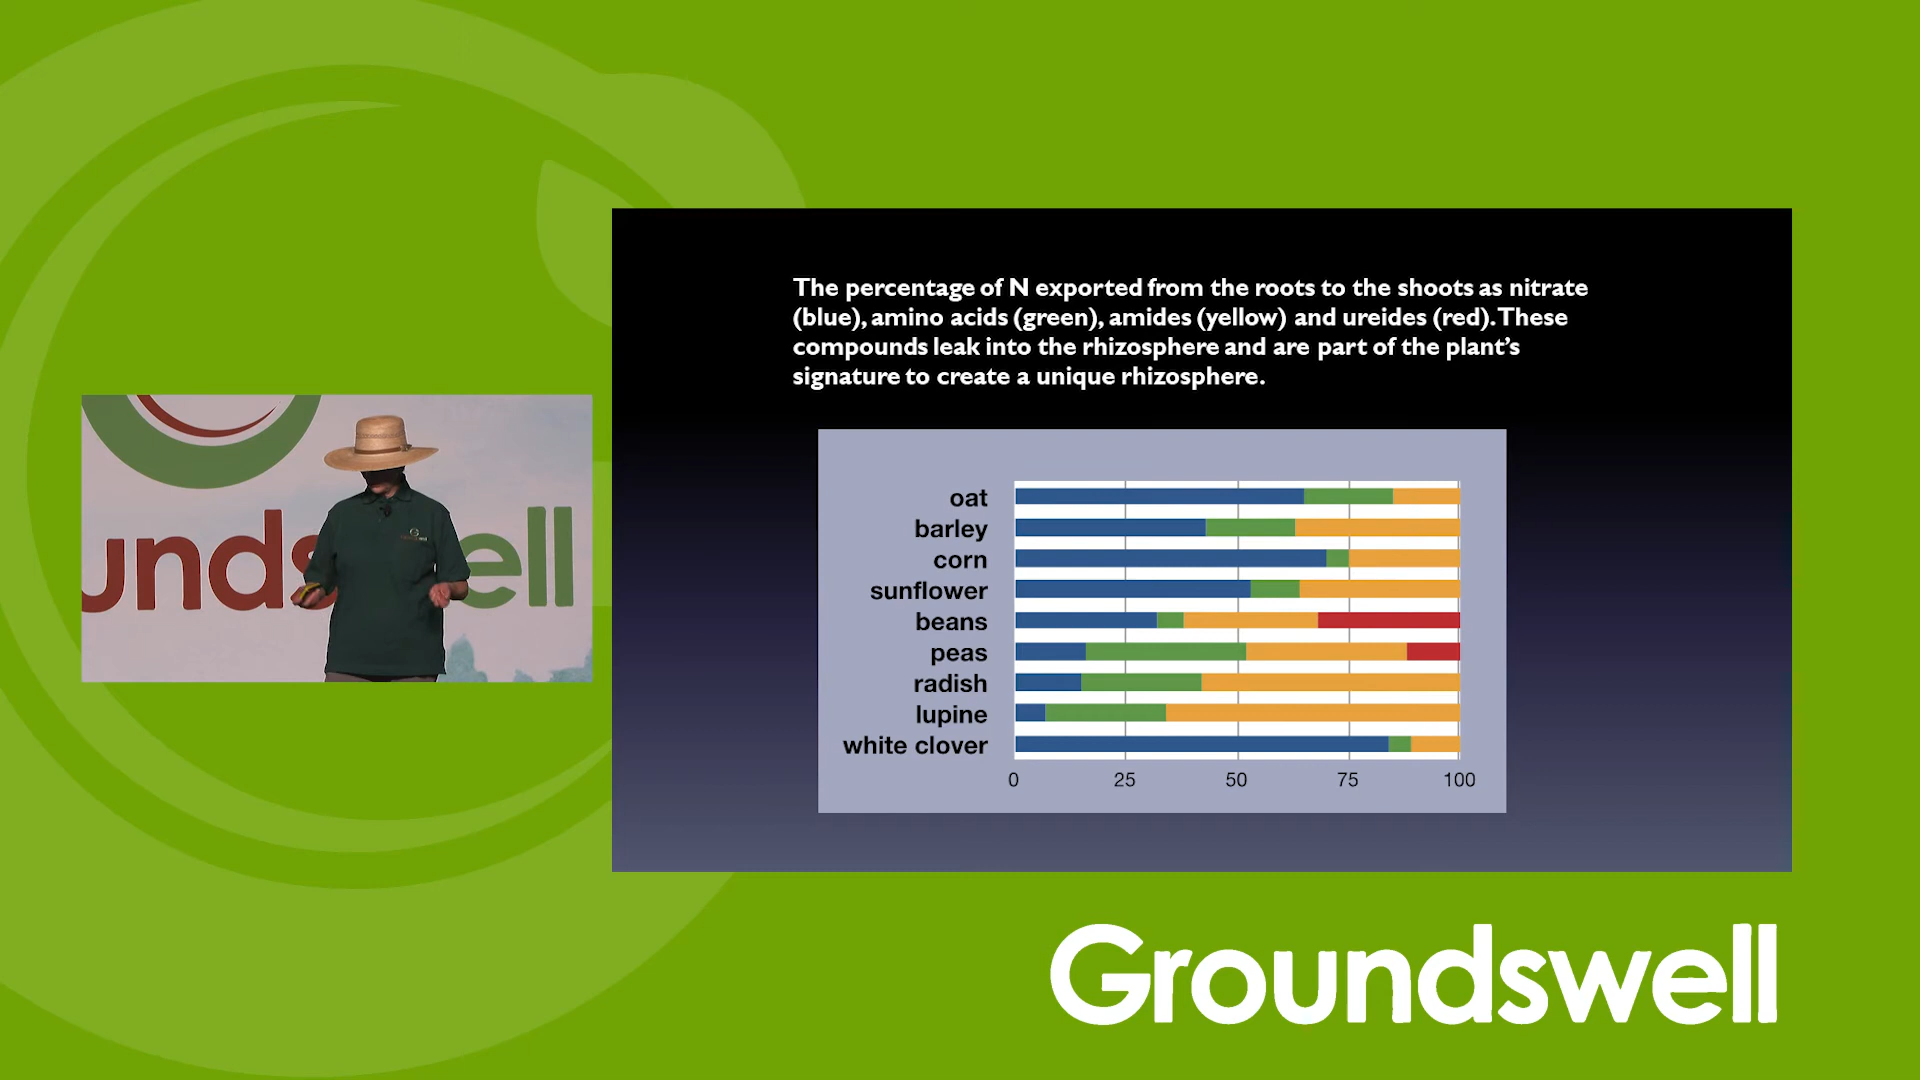 The percentage of N exported from the roots to the shoots as nitrate
(blue), amino acids (green), amides (yellow) and ureides (red). These
compounds leak into the rhizosphere and are part of the plant's
signature to create a unique rhizosphere.
oat
barley
corn
sunflower
beans
peas
radish
lupine
white clover
0 25 50 75 100
unds ell
Groundswell